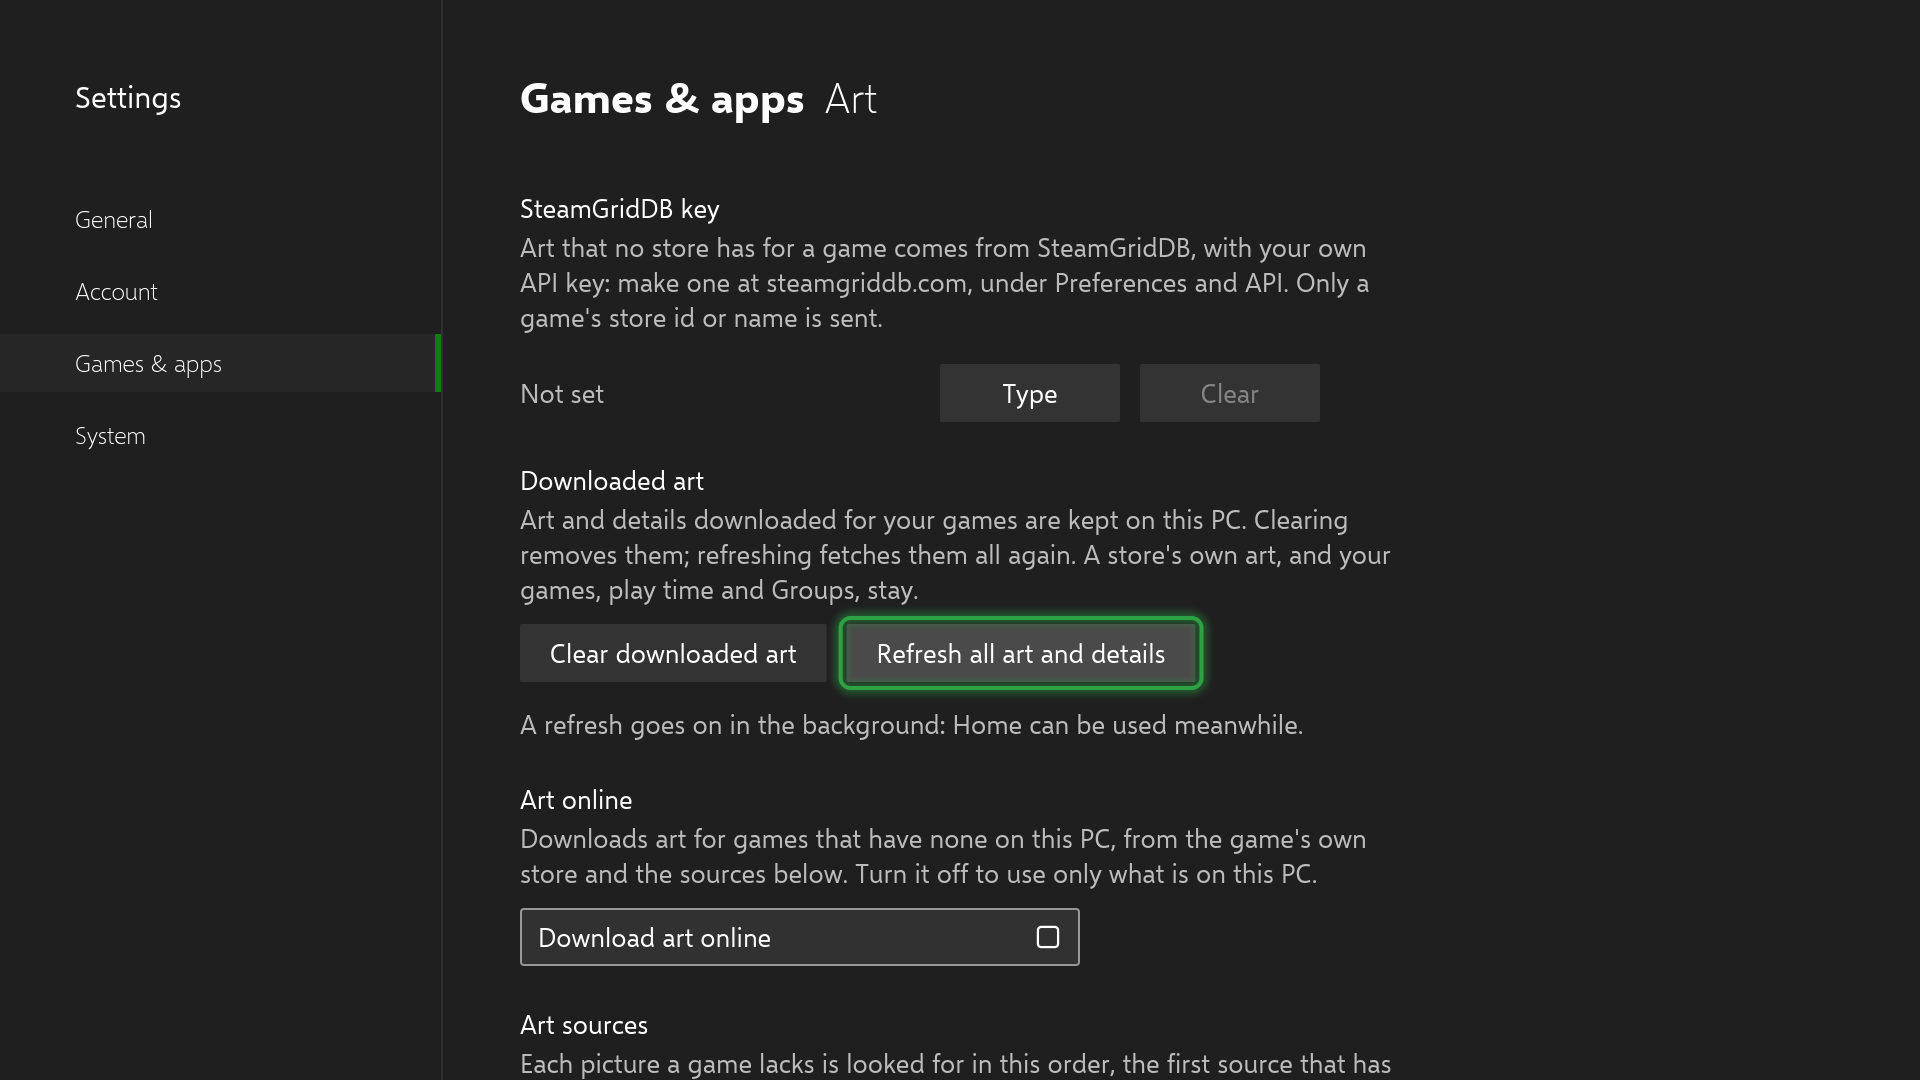 Settings
General
Account
Games & apps
System
Games & apps Art
SteamGridDB key
Art that no store has for a game comes from SteamGridDB, with your own
API key: make one at steamgriddb.com, under Preferences and API. Only a
game's store id or name is sent.
Not set
Type
Clear
Downloaded art
Art and details downloaded for your games are kept on this PC. Clearing
removes them; refreshing fetches them all again. A store's own art, and your
games, play time and Groups, stay.
Clear downloaded art
Refresh all art and details
A refresh goes on in the background: Home can be used meanwhile.
Art online
Downloads art for games that have none on this PC, from the game's own
store and the sources below. Turn it off to use only what is on this PC.
Download art online
Art sources
Each picture a game lacks is looked for in this order, the first source that has